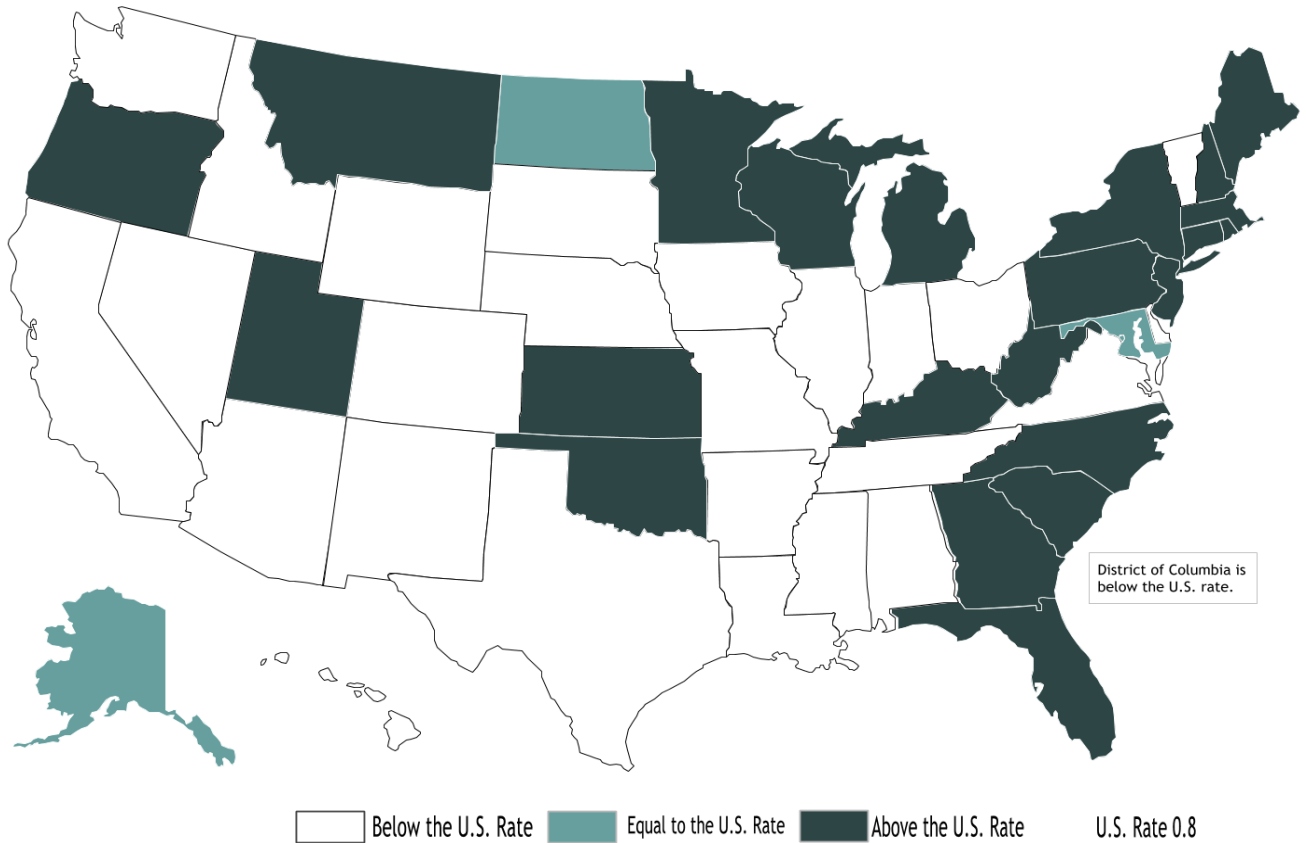 District of Columbia is
below the U.S. rate.
Below the U.S. Rate
Equal to the U.S. Rate
Above the U.S. Rate
U.S. Rate 0.8